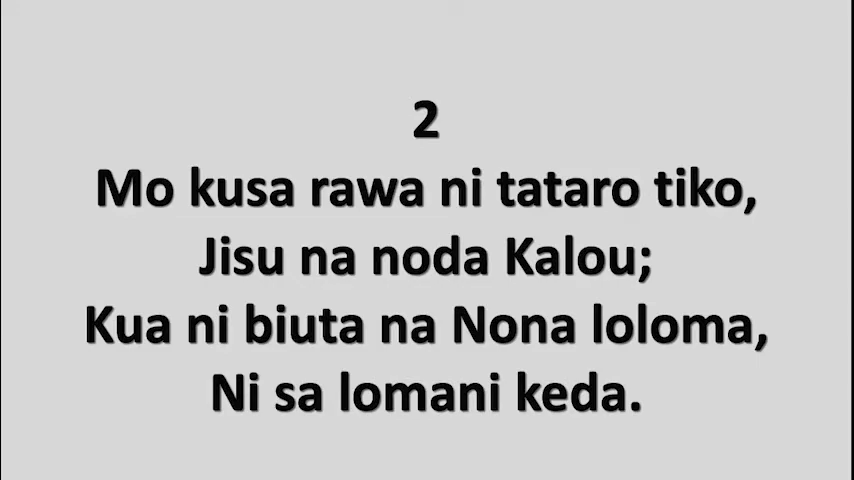 2
Mo kusa rawa ni tataro tiko,
Jisu na noda Kalou;
Kua ni biuta na Nona loloma,
Ni sa lomani keda.